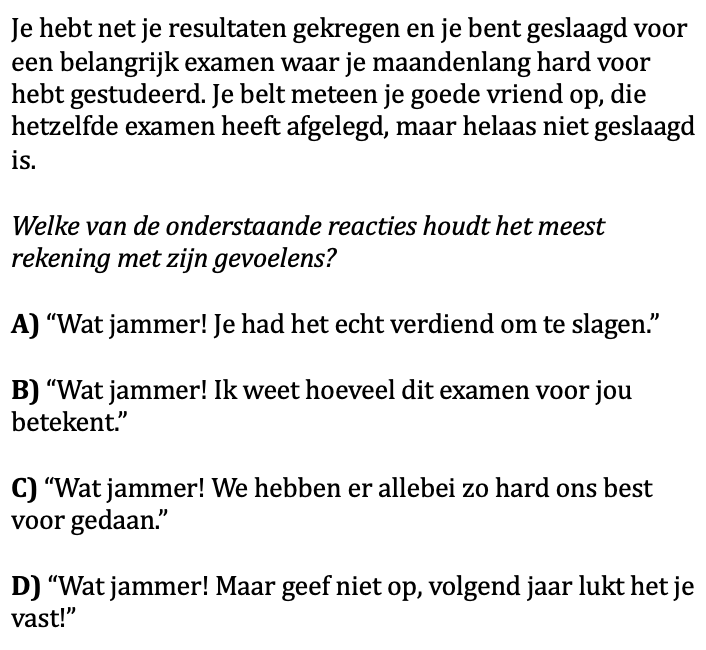 Je hebt net je resultaten gekregen en je bent geslaagd voor
een belangrijk examen waar je maandenlang hard voor
hebt gestudeerd. Je belt meteen je goede vriend op, die
hetzelfde examen heeft afgelegd, maar helaas niet geslaagd
is.
Welke van de onderstaande reacties houdt het meest
rekening met zijn gevoelens?
A) “Wat jammer! Je had het echt verdiend om te slagen.”
B) “Wat jammer! Ik weet hoeveel dit examen voor jou
betekent.”
C) “Wat jammer! We hebben er allebei zo hard ons best
voor gedaan.”
D) “Wat jammer! Maar geef niet op, volgend jaar lukt het je
vast!”